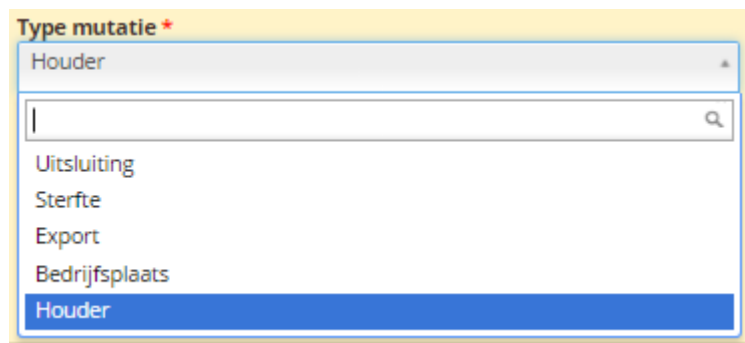 Type mutatie *
Houder
Uitsluiting
Sterfte
Export
Bedrijfsplaats
Houder